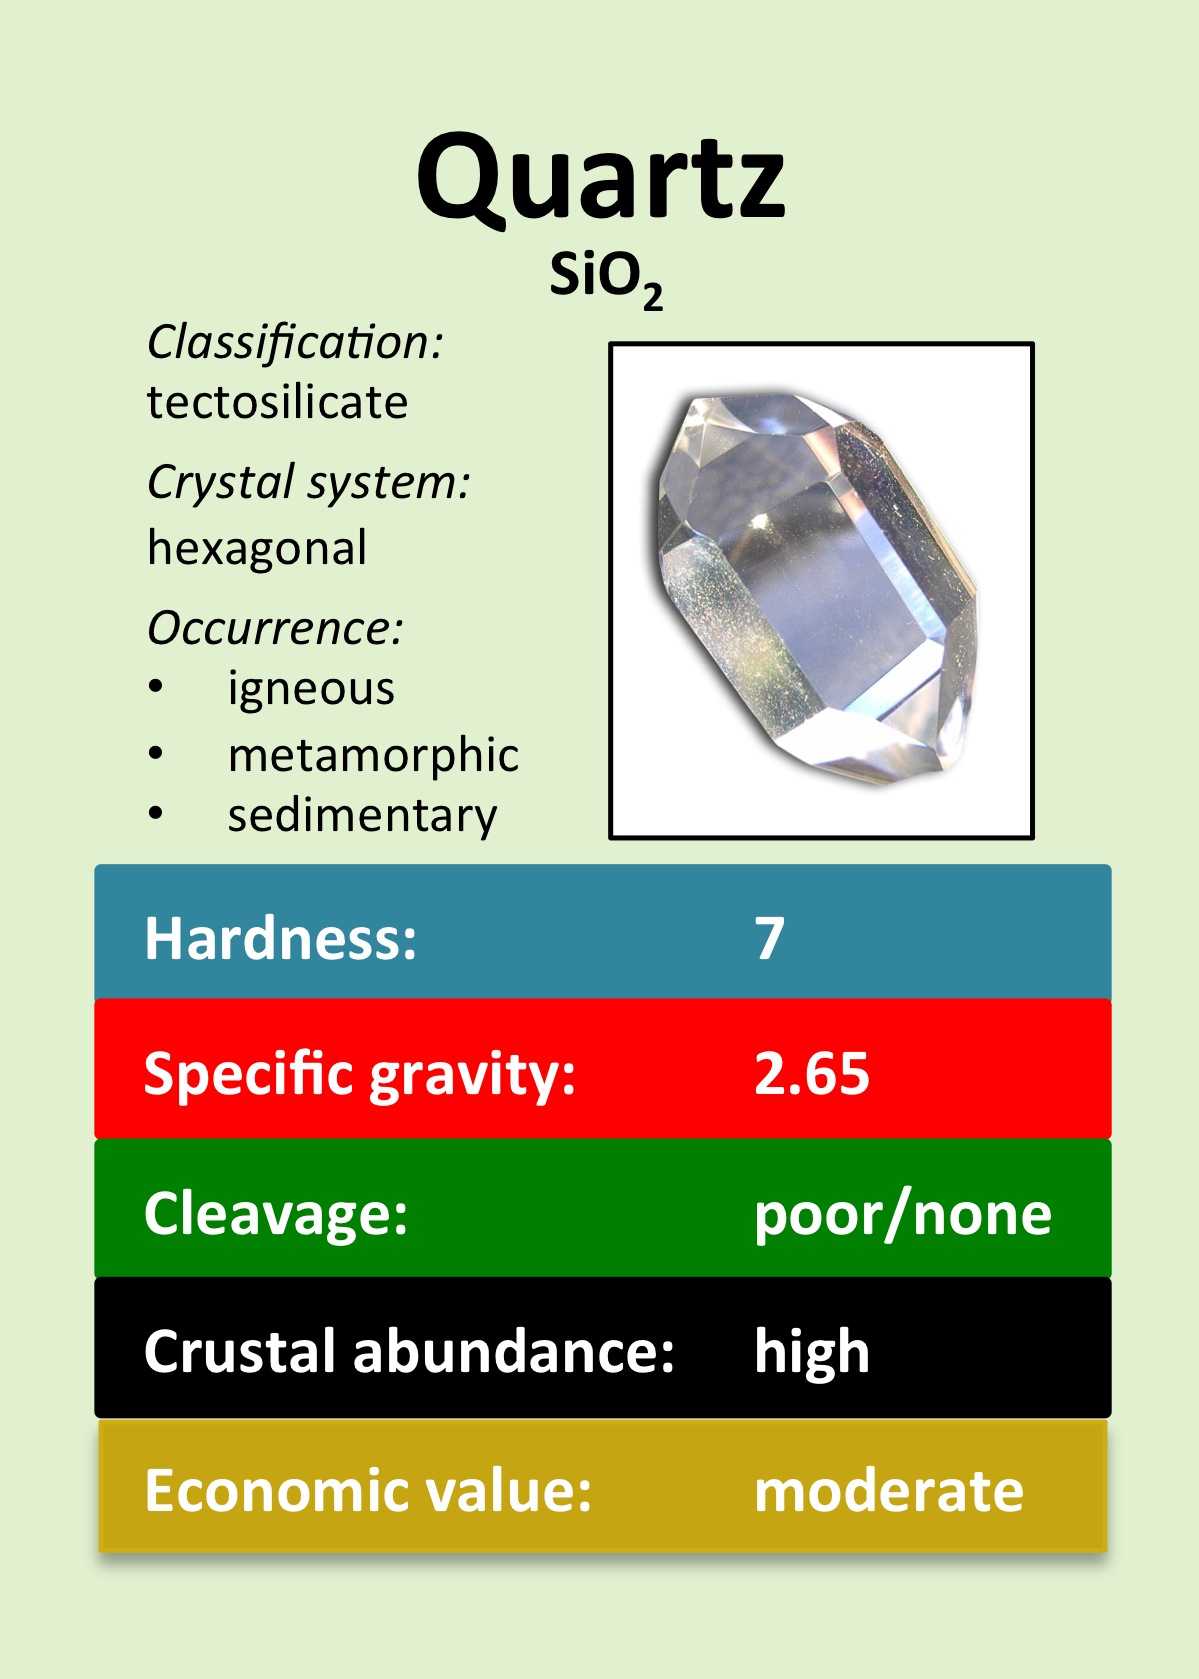 Quartz
SiO₂
Classification:
tectosilicate
Crystal system:
hexagonal
Occurrence:
• igneous
• metamorphic
• sedimentary
Hardness: 7
Specific gravity: 2.65
Cleavage: poor/none
Crustal abundance: high
Economic value: moderate